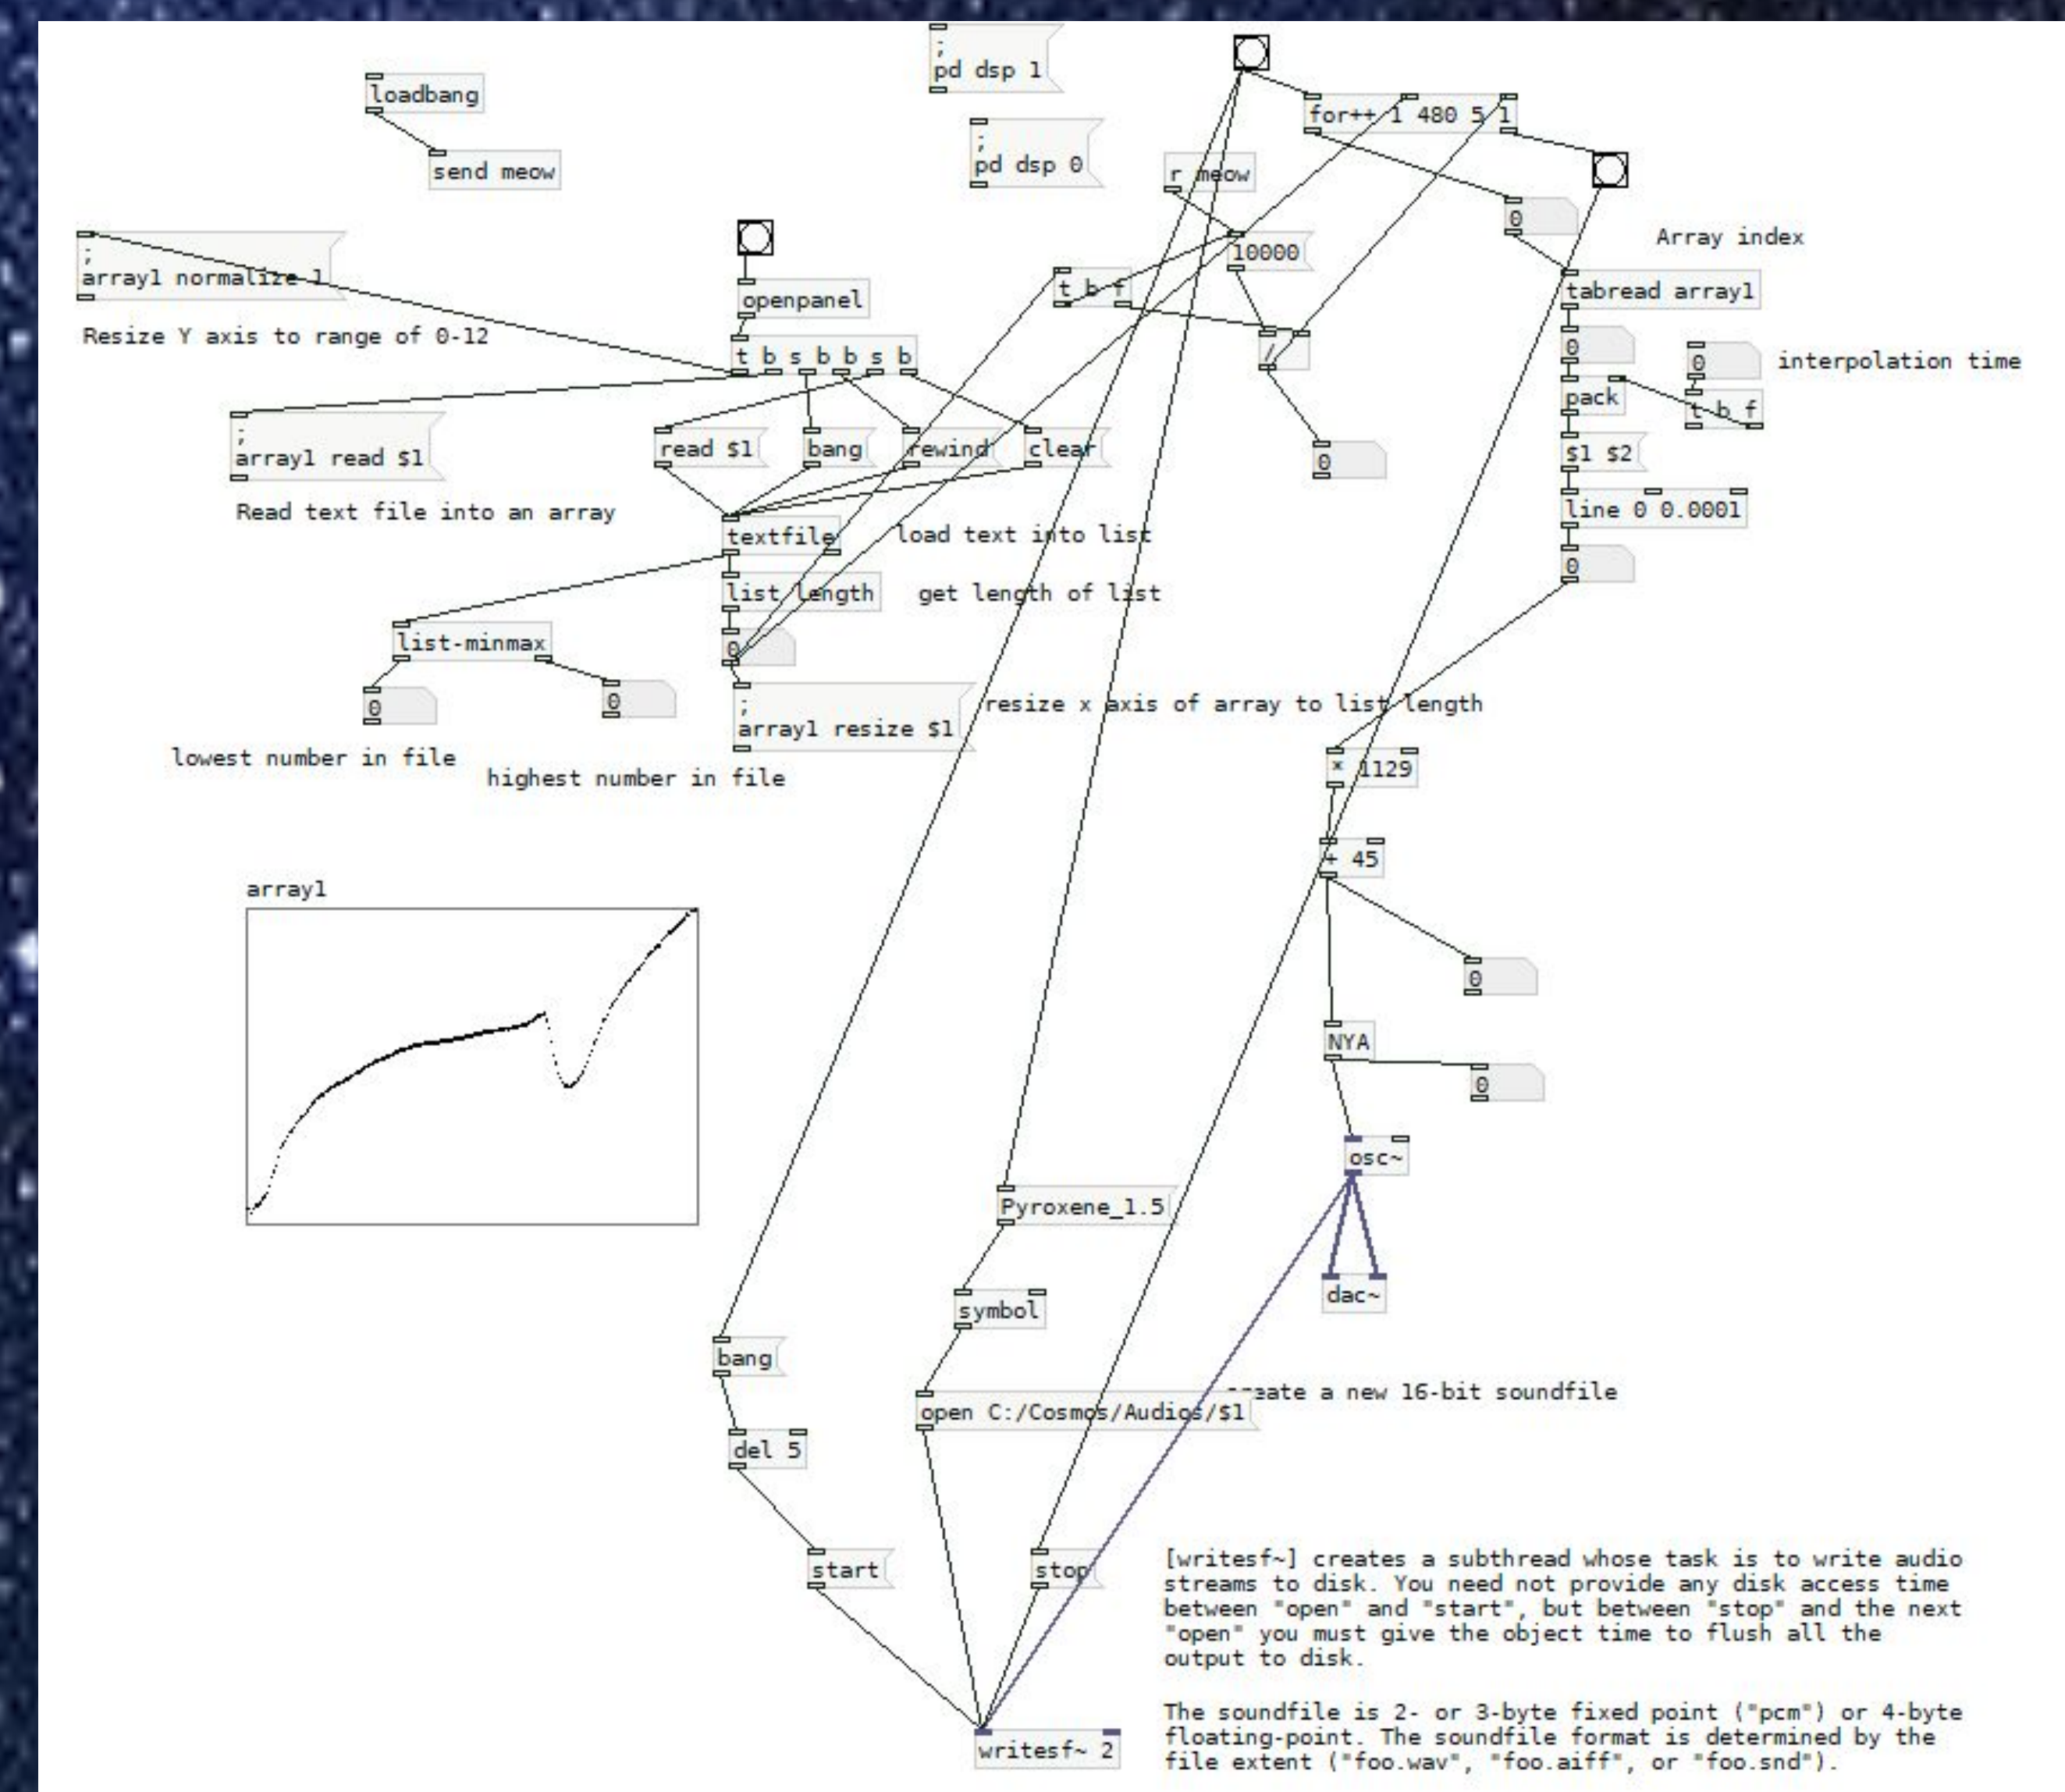 ;
pd dsp 1
loadbang
for++ 1 480 5 1
send meow
;
pd dsp 0
r meow
0
Array index
;
array1 normalize 1
10000
openpanel
t b f
tabread array1
Resize Y axis to range of 0-12
t b s b b s b
/
0
0
interpolation time
pack
t b f
;
array1 read $1
read $1
bang
rewind
clear
0
$1 $2
Read text file into an array
line 0 0.0001
textfile
load text into list
0
list length
get length of list
list-minmax
0
0
0
;
array1 resize $1
resize x axis of array to list length
lowest number in file
highest number in file
* 1129
+ 45
array1
0
NYA
0
osc~
Pyroxene_1.5
dac~
symbol
bang
create a new 16-bit soundfile
open C:/Cosmos/Audios/$1
del 5
start
stop
[writesf~] creates a subthread whose task is to write audio
streams to disk. You need not provide any disk access time
between "open" and "start", but between "stop" and the next
"open" you must give the object time to flush all the
output to disk.
The soundfile is 2- or 3-byte fixed point ("pcm") or 4-byte
floating-point. The soundfile format is determined by the
file extent ("foo.wav", "foo.aiff", or "foo.snd").
writesf~ 2